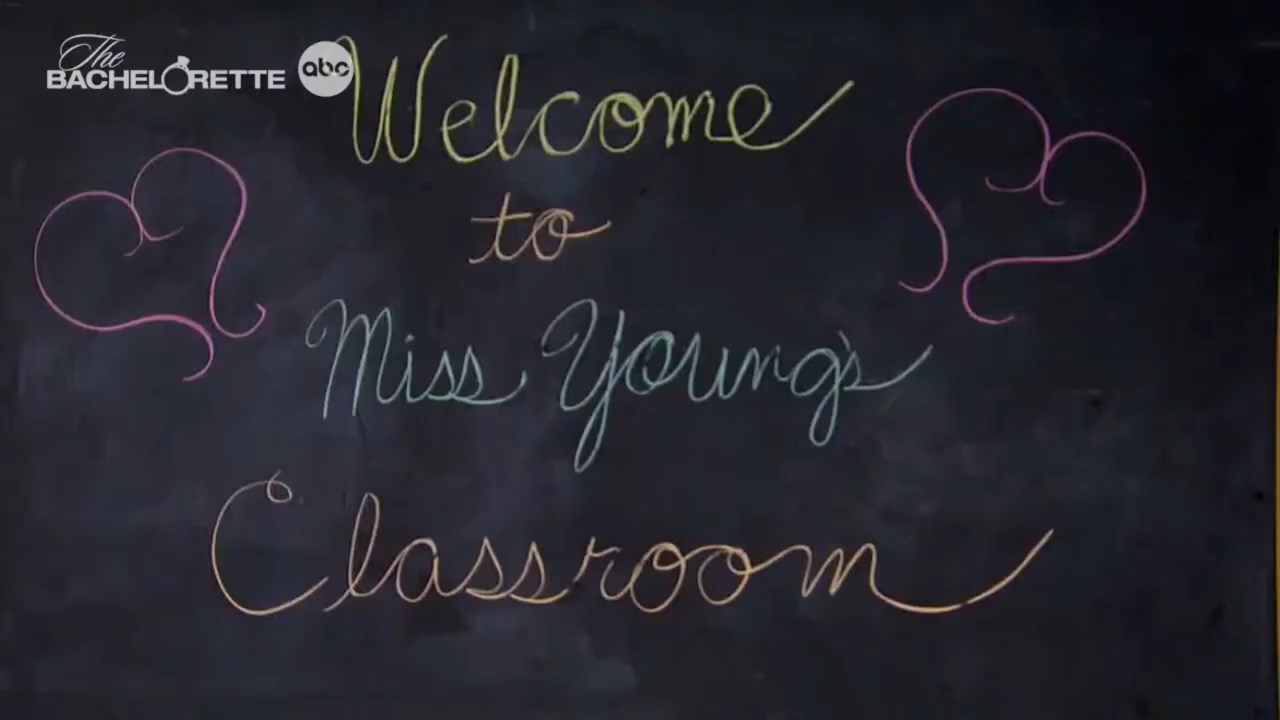 The
BACHELORETTE abc
Welcome
to
Miss Young's
Classroom